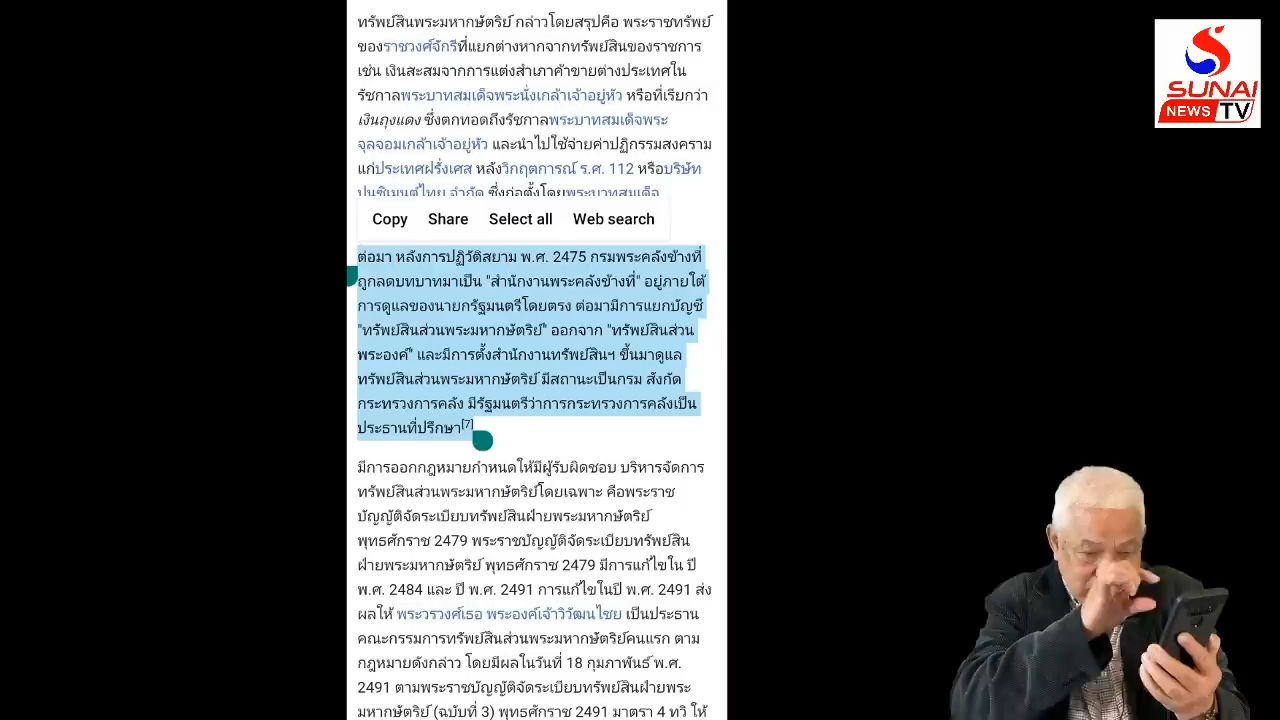 ทรัพย์สินพระมหากษัตริย์ กล่าวโดยสรุปคือ พระราชทรัพย์
ของราชวงศ์จักรีที่แยกต่างหากจากทรัพย์สินของราชการ
เช่น เงินสะสมจากการแต่งสำเภาค้าขายต่างประเทศใน
รัชกาลพระบาทสมเด็จพระนั่งเกล้าเจ้าอยู่หัว หรือที่เรียกว่า
เงินถุงแดง ซึ่งตกทอดถึงรัชกาลพระบาทสมเด็จพระ
จุลจอมเกล้าเจ้าอยู่หัว และนำไปใช้จ่ายค่าปฏิกรรมสงคราม
แก่ประเทศฝรั่งเศส หลังวิกฤตการณ์ ร.ศ. 112 หรือบริษัท
ปูนซิเมนต์ไทย จำกัด ซึ่งก่อตั้งโดยพระบาทสมเด็จ
Copy Share Select all Web search
ต่อมา หลังการปฏิวัติสยาม พ.ศ. 2475 กรมพระคลังข้างที่
ถูกลดบทบาทมาเป็น "สำนักงานพระคลังข้างที่" อยู่ภายใต้
การดูแลของนายกรัฐมนตรีโดยตรง ต่อมามีการแยกบัญชี
"ทรัพย์สินส่วนพระมหากษัตริย์" ออกจาก "ทรัพย์สินส่วน
พระองค์" และมีการตั้งสำนักงานทรัพย์สินฯ ขึ้นมาดูแล
ทรัพย์สินส่วนพระมหากษัตริย์ มีสถานะเป็นกรม สังกัด
กระทรวงการคลัง มีรัฐมนตรีว่าการกระทรวงการคลังเป็น
ประธานที่ปรึกษา[7]
มีการออกกฎหมายกำหนดให้มีผู้รับผิดชอบ บริหารจัดการ
ทรัพย์สินส่วนพระมหากษัตริย์โดยเฉพาะ คือพระราช
บัญญัติจัดระเบียบทรัพย์สินฝ่ายพระมหากษัตริย์
พุทธศักราช 2479 พระราชบัญญัติจัดระเบียบทรัพย์สิน
ฝ่ายพระมหากษัตริย์ พุทธศักราช 2479 มีการแก้ไขใน ปี
พ.ศ. 2484 และ ปี พ.ศ. 2491 การแก้ไขในปี พ.ศ. 2491 ส่ง
ผลให้ พระวรวงศ์เธอ พระองค์เจ้าวิวัฒนไชย เป็นประธาน
คณะกรรมการทรัพย์สินส่วนพระมหากษัตริย์คนแรก ตาม
กฎหมายดังกล่าว โดยมีผลในวันที่ 18 กุมภาพันธ์ พ.ศ.
2491 ตามพระราชบัญญัติจัดระเบียบทรัพย์สินฝ่ายพระ
มหากษัตริย์ (ฉบับที่ 3) พุทธศักราช 2491 มาตรา 4 ทวิ ให้
SUNAI
NEWS TV